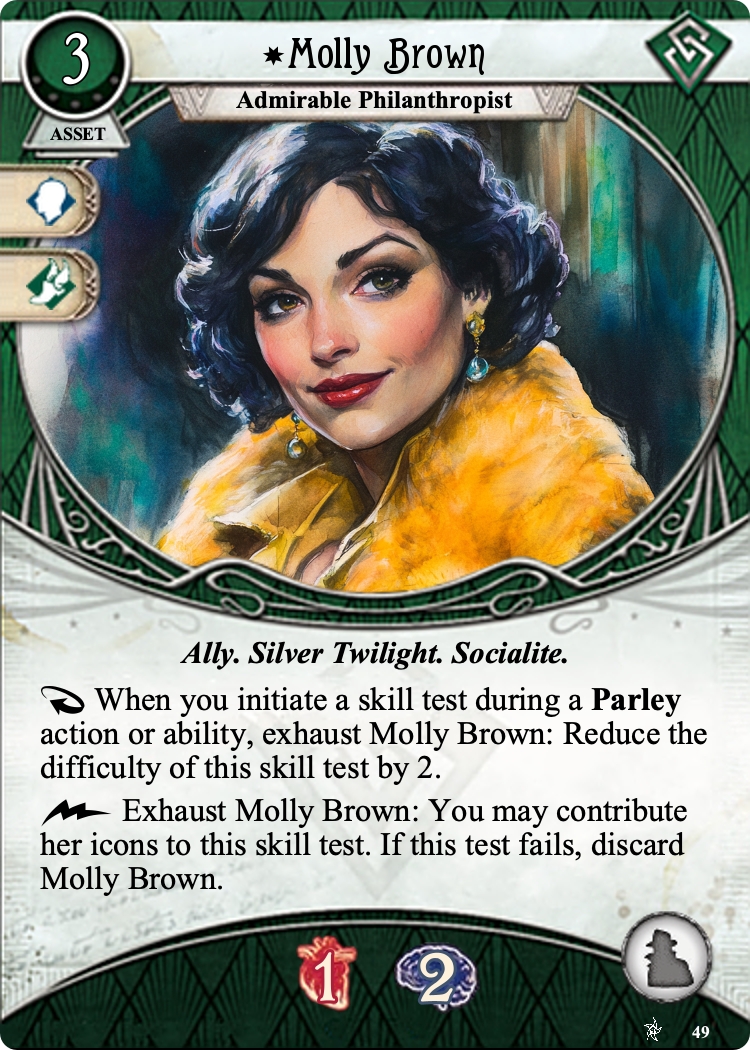 3
Molly Brown
Admirable Philanthropist
ASSET
Ally. Silver Twilight. Socialite.
When you initiate a skill test during a Parley
action or ability, exhaust Molly Brown: Reduce the
difficulty of this skill test by 2.
Exhaust Molly Brown: You may contribute
her icons to this skill test. If this test fails, discard
Molly Brown.
1 2
49